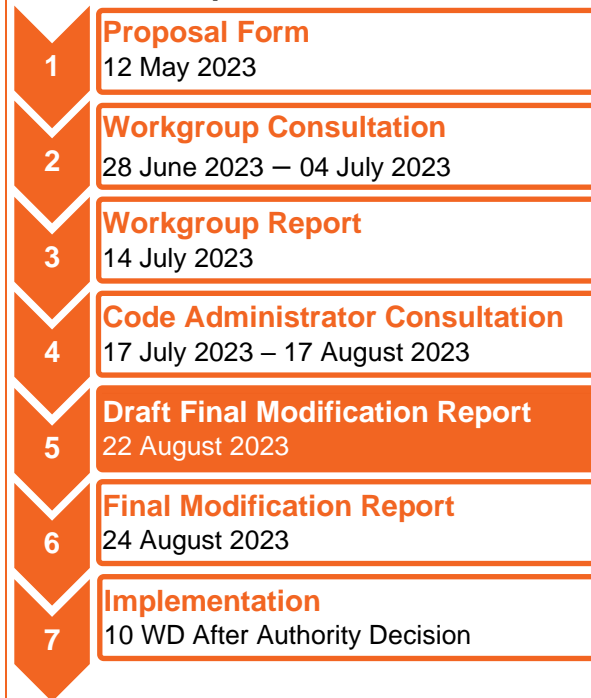 1
Proposal Form
12 May 2023
2
Workgroup Consultation
28 June 2023 – 04 July 2023
3
Workgroup Report
14 July 2023
4
Code Administrator Consultation
17 July 2023 – 17 August 2023
5
Draft Final Modification Report
22 August 2023
6
Final Modification Report
24 August 2023
7
Implementation
10 WD After Authority Decision